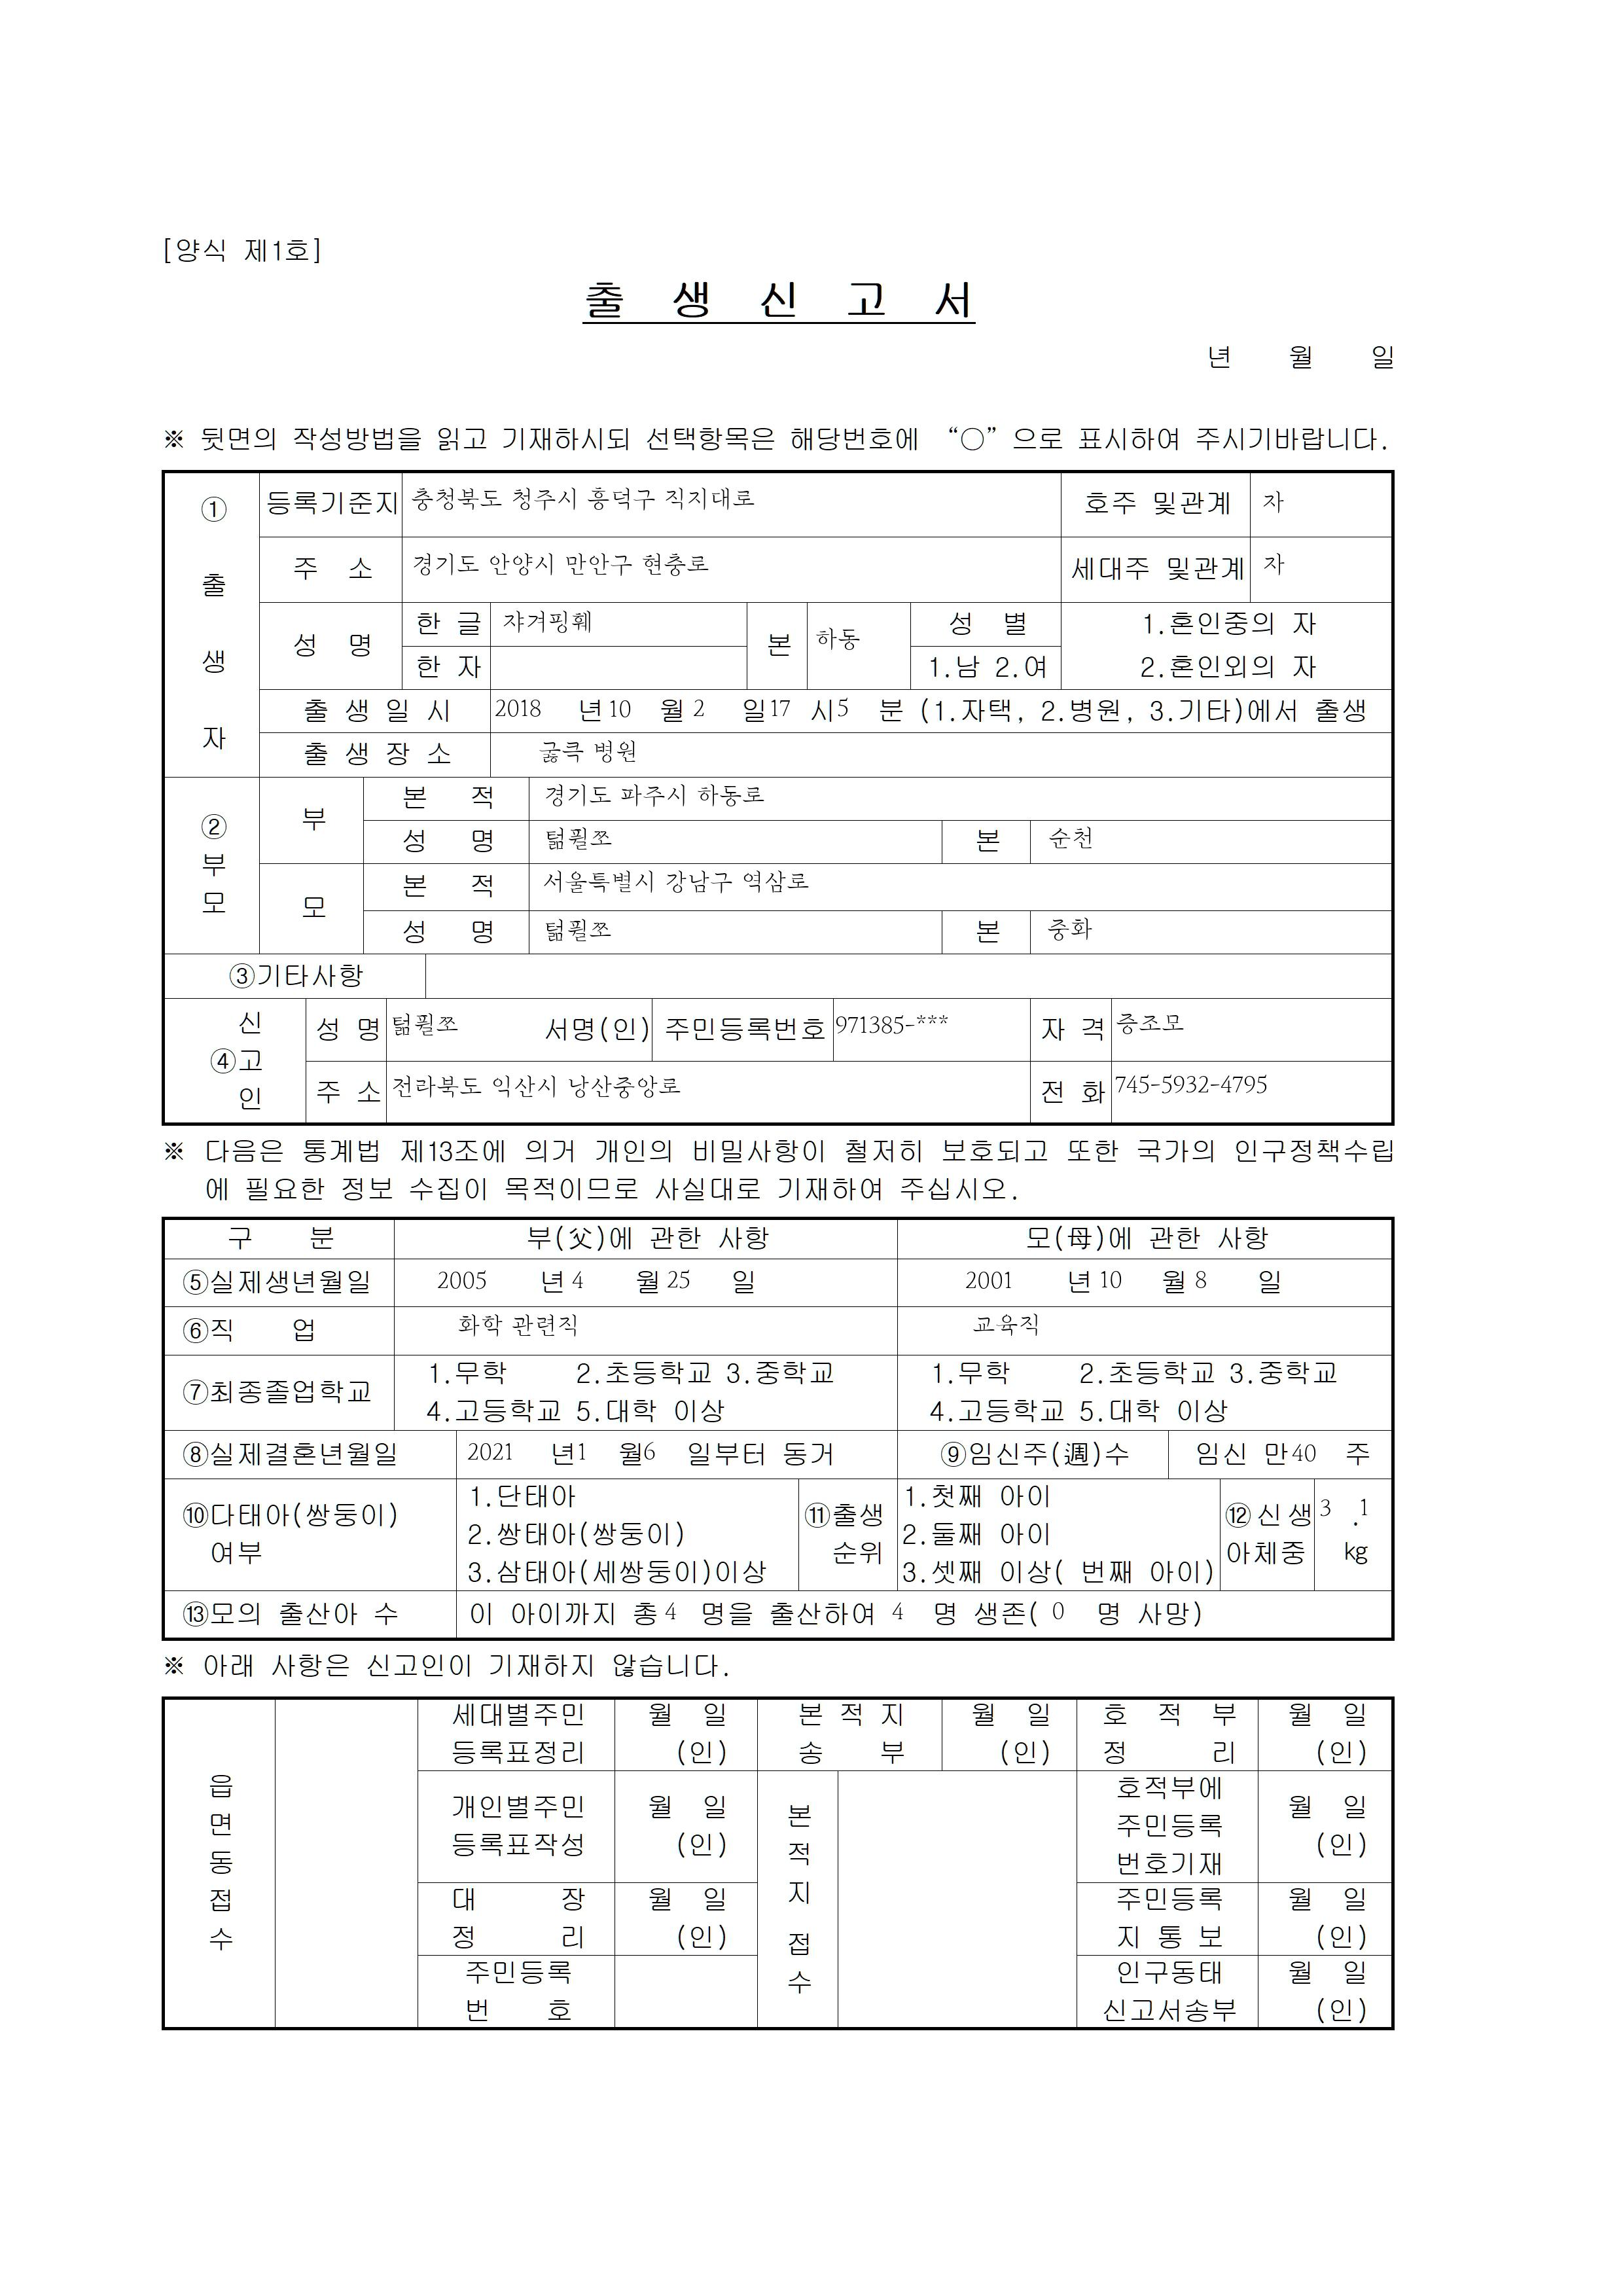 [양식 제1호]
출 생 신 고 서
년 월 일
※ 뒷면의 작성방법을 읽고 기재하시되 선택항목은 해당번호에 “○”으로 표시하여 주시기바랍니다.
① 출 생 자
등록기준지 충청북도 청주시 흥덕구 직지대로 호주 및관계 자
주 소 경기도 안양시 만안구 현충로 세대주 및관계 자
성 명 한 글 쟈겨핑훼 본 하동 성 별 1.혼인중의 자
한 자 1.남 2.여 2.혼인외의 자
출 생 일 시 2018 년 10 월 2 일 17 시 5 분 (1.자택, 2.병원, 3.기타)에서 출생
출 생 장 소 굻큭 병원
② 부 모
부 본 적 경기도 파주시 하동로
성 명 턺퓔쪼 본 순천
모 본 적 서울특별시 강남구 역삼로
성 명 턺퓔쪼 본 중화
③기타사항
④ 신 고 인
성 명 턺퓔쪼 서명(인) 주민등록번호 971385-*** 자 격 증조모
주 소 전라북도 익산시 낭산중앙로 전 화 745-5932-4795
※ 다음은 통계법 제13조에 의거 개인의 비밀사항이 철저히 보호되고 또한 국가의 인구정책수립
에 필요한 정보 수집이 목적이므로 사실대로 기재하여 주십시오.
구 분 부(父)에 관한 사항 모(母)에 관한 사항
⑤실제생년월일 2005 년 4 월 25 일 2001 년 10 월 8 일
⑥직 업 화학 관련직 교육직
⑦최종졸업학교 1.무학 2.초등학교 3.중학교 1.무학 2.초등학교 3.중학교
4.고등학교 5.대학 이상 4.고등학교 5.대학 이상
⑧실제결혼년월일 2021 년 1 월 6 일부터 동거 ⑨임신주(週)수 임신 만 40 주
⑩다태아(쌍둥이) 여부
1.단태아
2.쌍태아(쌍둥이)
3.삼태아(세쌍둥이)이상
⑪출생 순위
1.첫째 아이
2.둘째 아이
3.셋째 이상( 번째 아이)
⑫신생 아체중
3 .1
kg
⑬모의 출산아 수 이 아이까지 총 4 명을 출산하여 4 명 생존( 0 명 사망)
※ 아래 사항은 신고인이 기재하지 않습니다.
읍 면 동 접 수
세대별주민 등록표정리 월 일 (인)
본 적 지 송 부 월 일 (인)
호 적 부 정 리 월 일 (인)
개인별주민 등록표작성 월 일 (인)
본 적 지 접 수
호적부에 주민등록 번호기재 월 일 (인)
대 장 정 리 월 일 (인)
주민등록 지 통 보 월 일 (인)
주민등록 번 호
인구동태 신고서송부 월 일 (인)